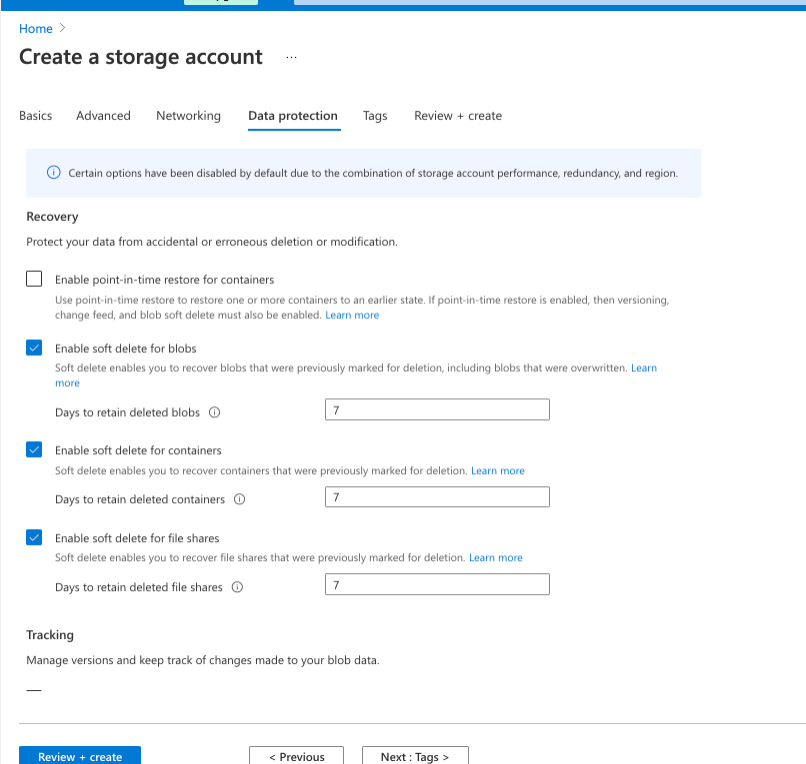 Home >
Create a storage account ...
Basics Advanced Networking Data protection Tags Review + create
Certain options have been disabled by default due to the combination of storage account performance, redundancy, and region.
Recovery
Protect your data from accidental or erroneous deletion or modification.
Enable point-in-time restore for containers
Use point-in-time restore to restore one or more containers to an earlier state. If point-in-time restore is enabled, then versioning,
change feed, and blob soft delete must also be enabled. Learn more
Enable soft delete for blobs
Soft delete enables you to recover blobs that were previously marked for deletion, including blobs that were overwritten. Learn
more
Days to retain deleted blobs 7
Enable soft delete for containers
Soft delete enables you to recover containers that were previously marked for deletion. Learn more
Days to retain deleted containers 7
Enable soft delete for file shares
Soft delete enables you to recover file shares that were previously marked for deletion. Learn more
Days to retain deleted file shares 7
Tracking
Manage versions and keep track of changes made to your blob data.
Review + create < Previous Next : Tags >